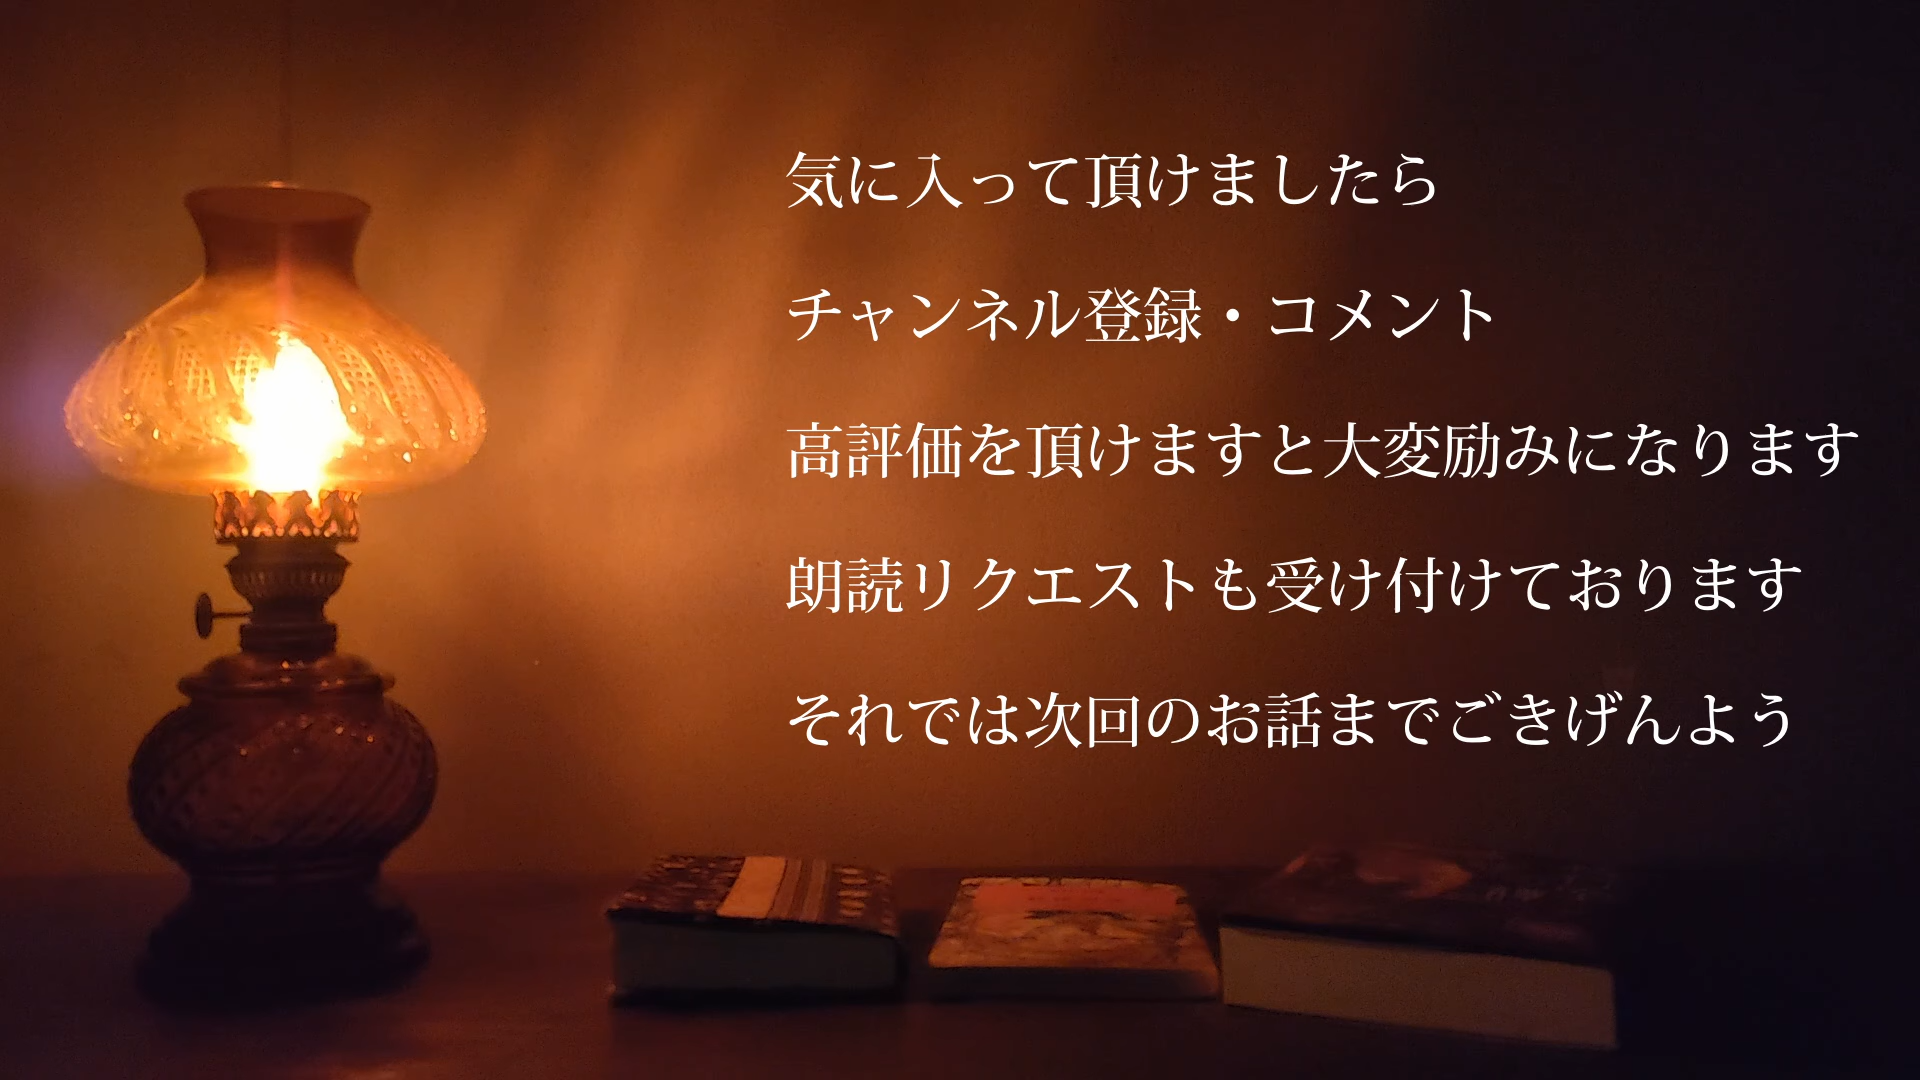 気に入って頂けましたら
チャンネル登録・コメント
高評価を頂けますと大変励みになります
朗読リクエストも受け付けております
それでは次回のお話までごきげんよう